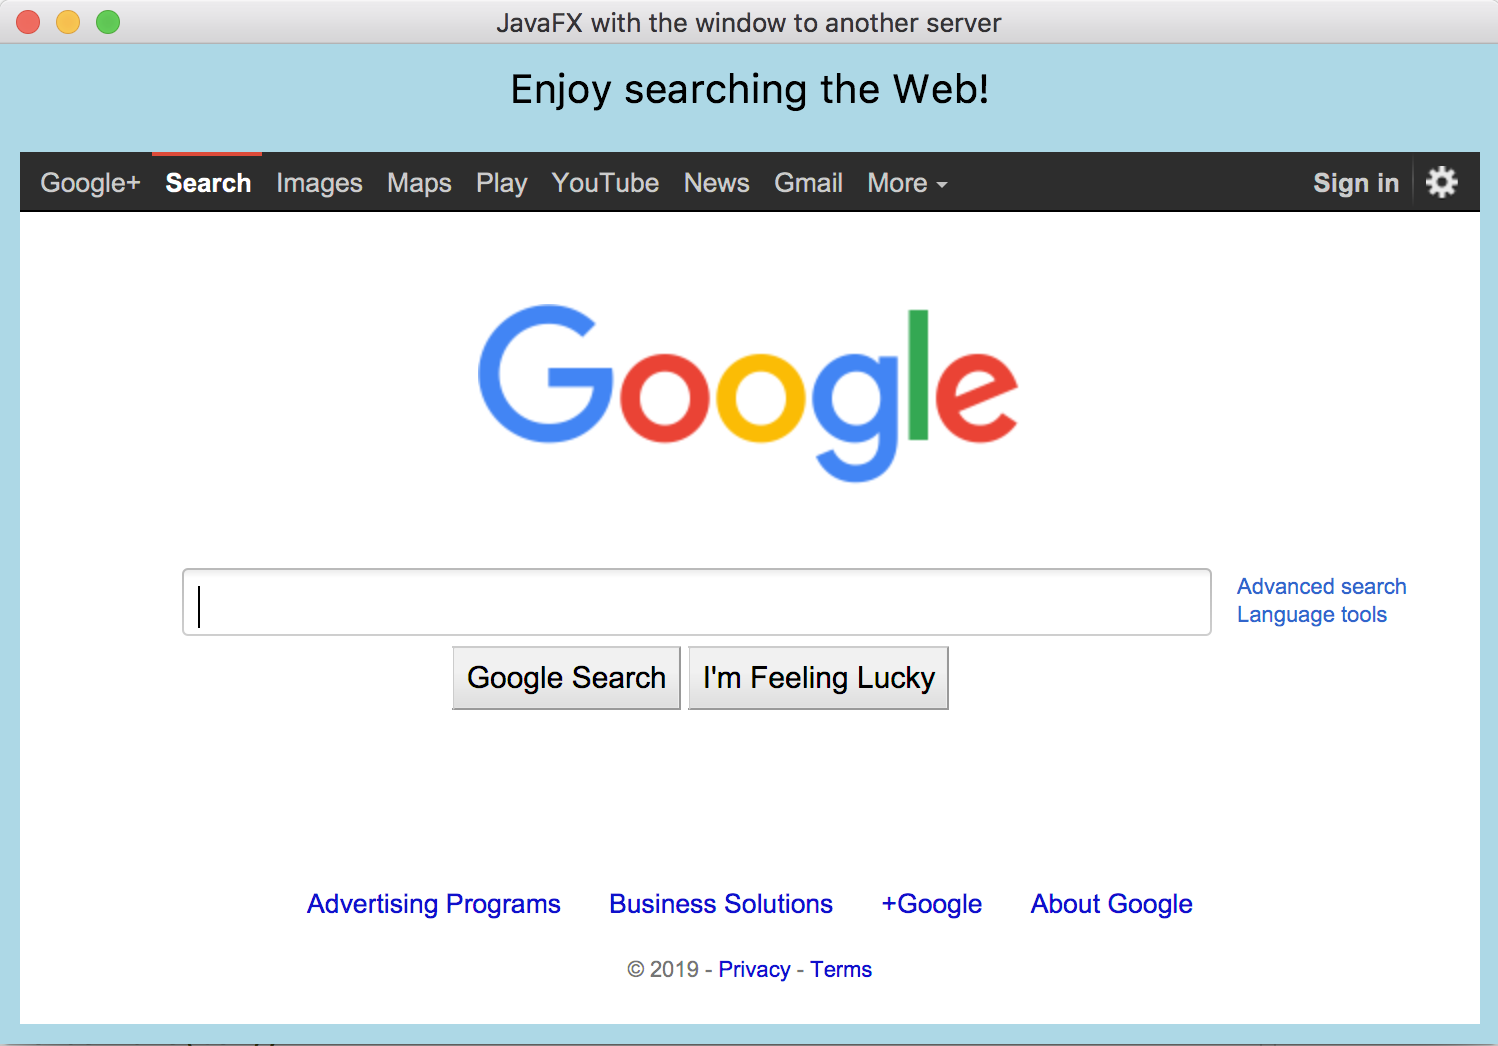 JavaFX with the window to another server
Enjoy searching the Web!
Google+ Search Images Maps Play YouTube News Gmail More Sign in
Google
Advanced search
Language tools
Google Search I'm Feeling Lucky
Advertising Programs Business Solutions +Google About Google
© 2019 - Privacy - Terms